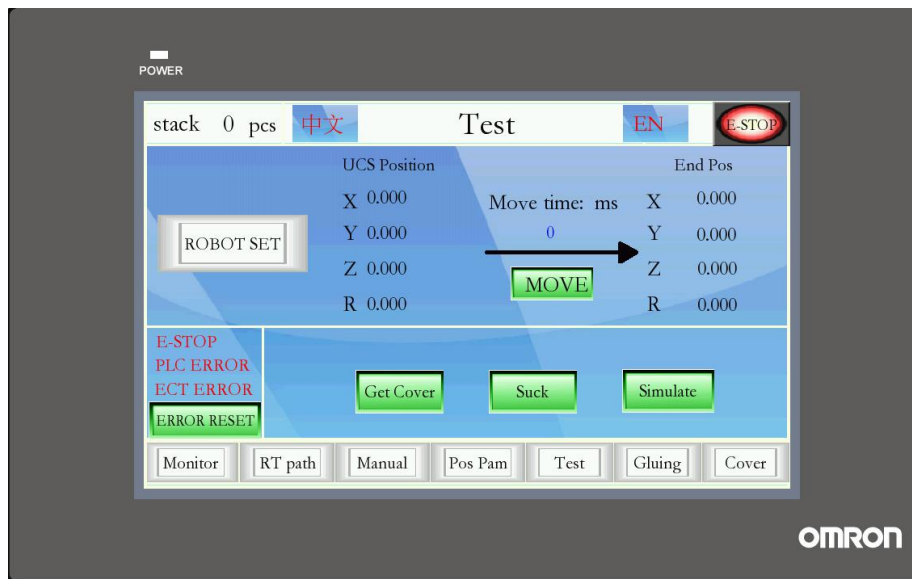 POWER
stack 0 pcs 中文 Test EN E-STOP
UCS Position End Pos
X 0.000 Move time: ms X 0.000
ROBOT SET Y 0.000 0 Y 0.000
Z 0.000 MOVE Z 0.000
R 0.000 R 0.000
E-STOP
PLC ERROR
ECT ERROR
ERROR RESET
Get Cover Suck Simulate
Monitor RT path Manual Pos Pam Test Gluing Cover
OMRON